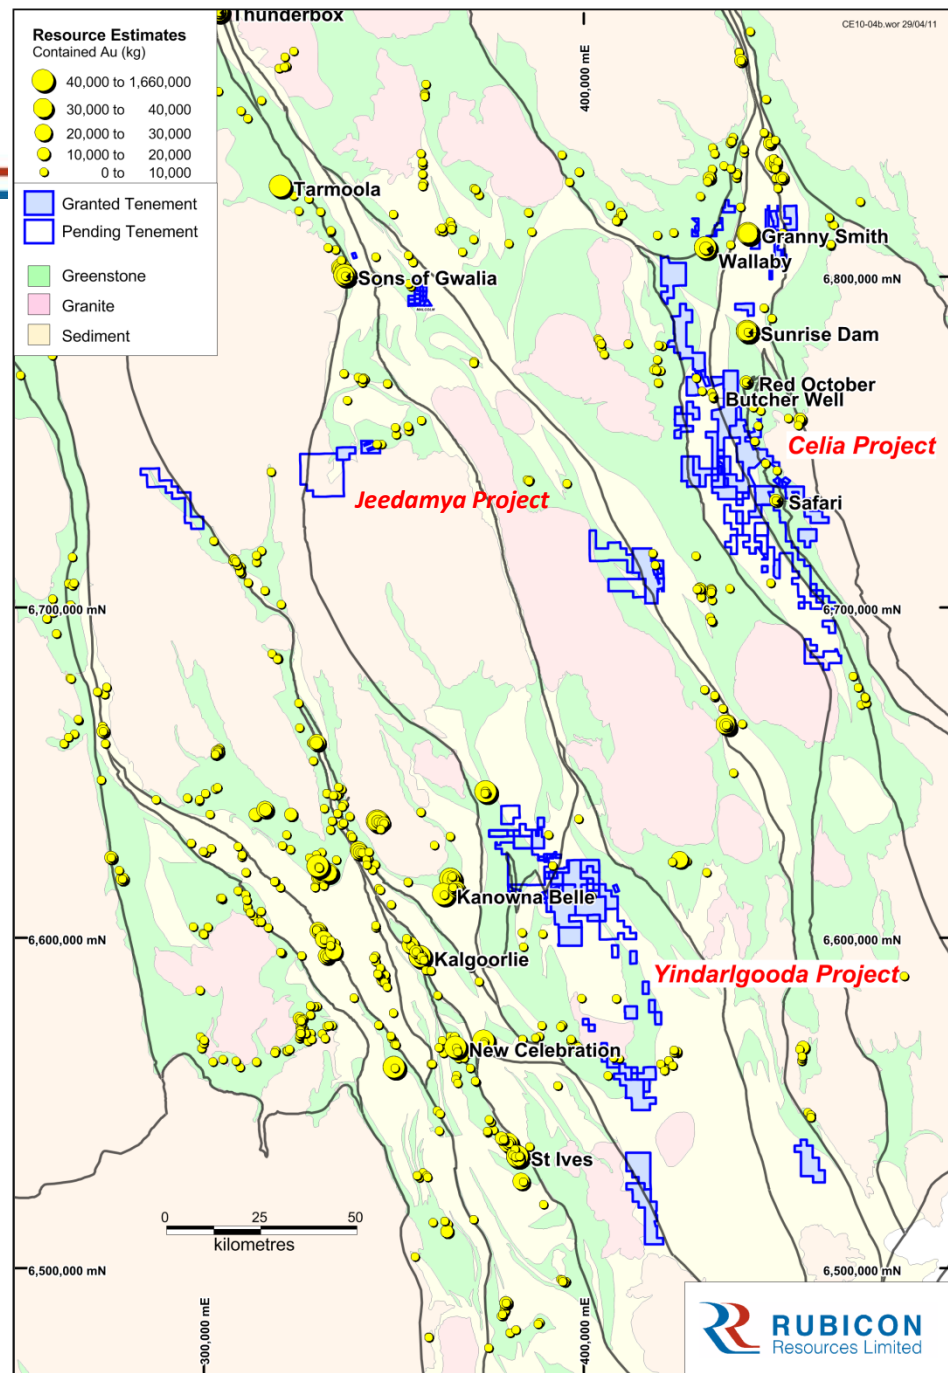 Thunderbox
CE10-04b.wor 29/04/11
Resource Estimates
Contained Au (kg)
40,000 to 1,660,000
30,000 to 40,000
20,000 to 30,000
10,000 to 20,000
0 to 10,000
Granted Tenement
Pending Tenement
Greenstone
Granite
Sediment
400,000 mE
Tarmoola
Granny Smith
Wallaby
Sons of Gwalia
6,800,000 mN
Sunrise Dam
Red October
Butcher Well
Celia Project
Jeedamya Project
Safari
6,700,000 mN
6,700,000 mN
Kanowna Belle
6,600,000 mN
6,600,000 mN
Kalgoorlie
Yindarlgooda Project
New Celebration
St Ives
0 25 50
kilometres
6,500,000 mN
6,500,000 mN
300,000 mE
400,000 mE
RUBICON
Resources Limited